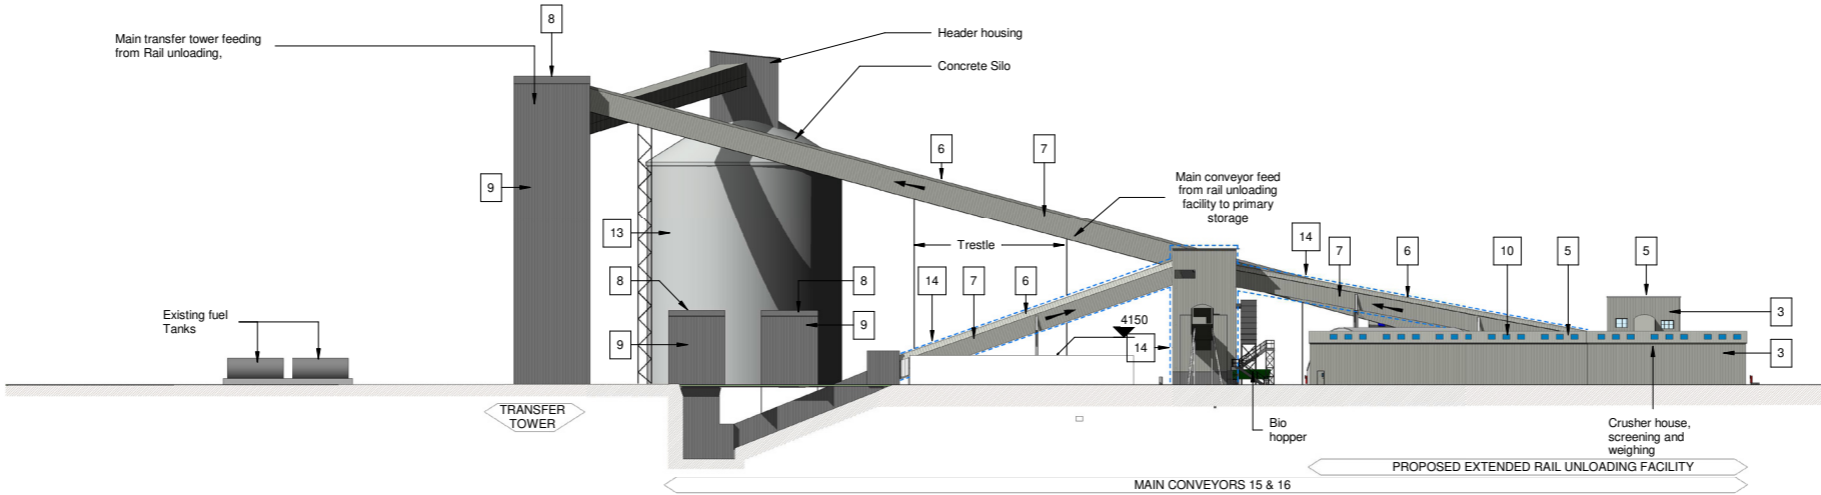 8
Main transfer tower feeding
from Rail unloading,
Header housing
Concrete Silo
6
7
9
Main conveyor feed
from rail unloading
facility to primary
storage
13
Trestle
14
7
6
10
5
5
8
14
7
6
8
3
Existing fuel
Tanks
4150
9
14
9
3
TRANSFER
TOWER
Bio
hopper
Crusher house,
screening and
weighing
PROPOSED EXTENDED RAIL UNLOADING FACILITY
MAIN CONVEYORS 15 & 16